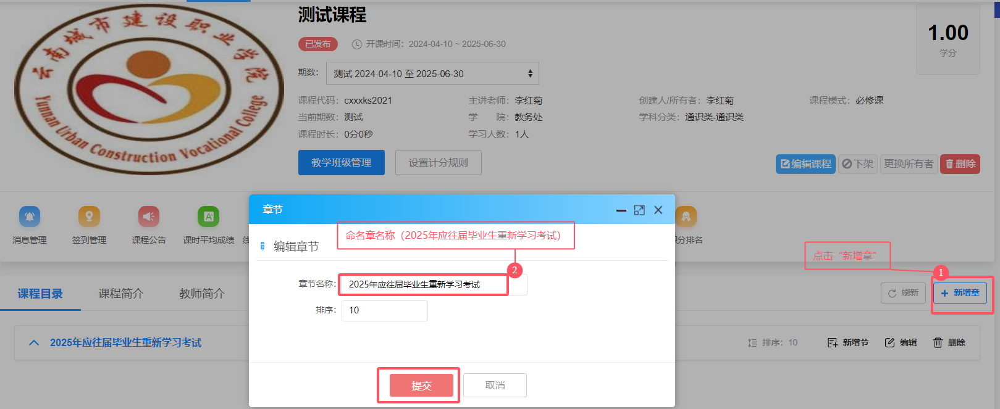 云南城市建设职业学院
Yunnan Urban Construction Vocational College
测试课程
已发布 开课时间：2024-04-10 ~ 2025-06-30
1.00
学分
期数： 测试 2024-04-10 至 2025-06-30
课程代码：cxxxks2021 主讲老师：李红菊 创建人/所有者：李红菊 课程模式：必修课
当前期数：测试 学 院：教务处 学科分类：通识类-通识类
课程时长：0分0秒 学习人数：1人
教学班级管理 设置计分规则 编辑课程 下架 更换所有者 删除
消息管理 签到管理 课程公告 课时平均成绩 线 积分排名
章节
命名章名称（2025年应往届毕业生重新学习考试）
编辑章节
点击“新增章”
2
1
章节名称： 2025年应往届毕业生重新学习考试
排序： 10
提交 取消
课程目录 课程简介 教师简介 刷新 + 新增章
2025年应往届毕业生重新学习考试 排序：10 新增节 编辑 删除